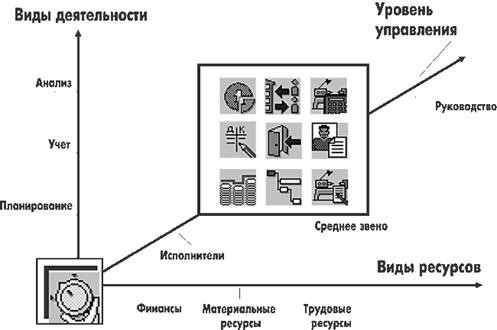 Виды деятельности
Уровень
управления
Анализ
Руководство
Учет
Д К
Планирование
Среднее звено
Исполнители
Виды ресурсов
Финансы
Материальные
ресурсы
Трудовые
ресурсы